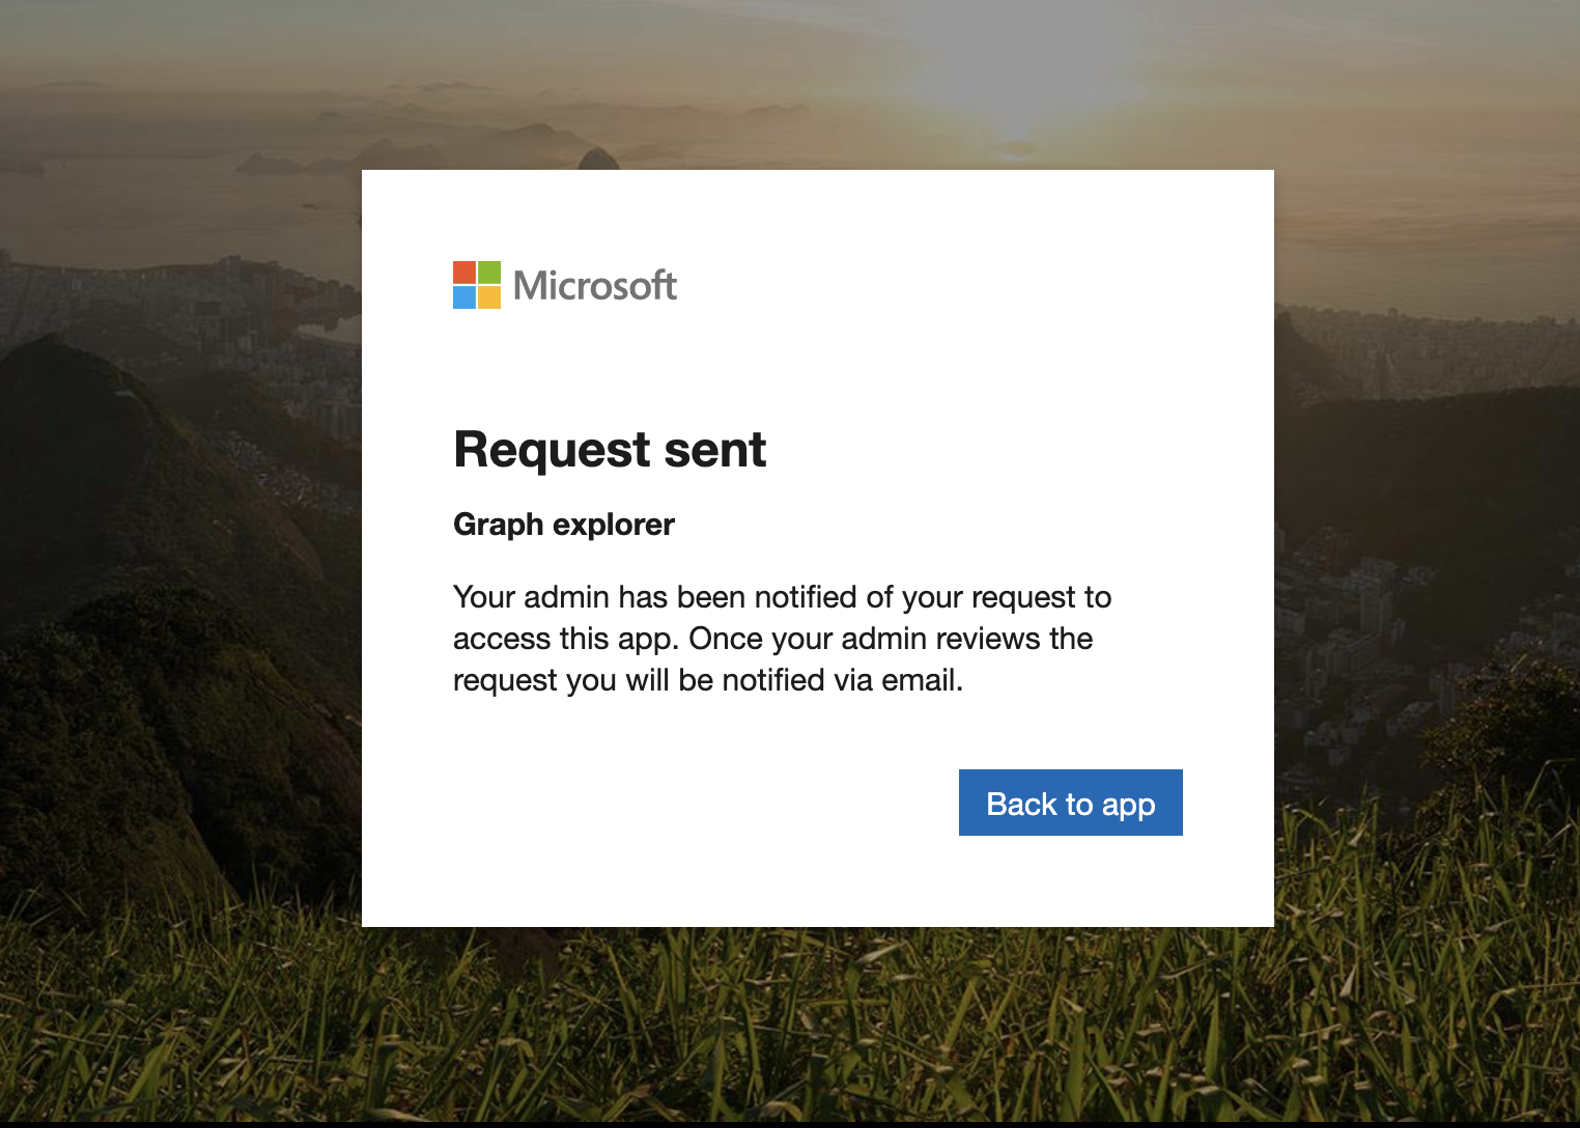 Microsoft
Request sent
Graph explorer
Your admin has been notified of your request to
access this app. Once your admin reviews the
request you will be notified via email.
Back to app